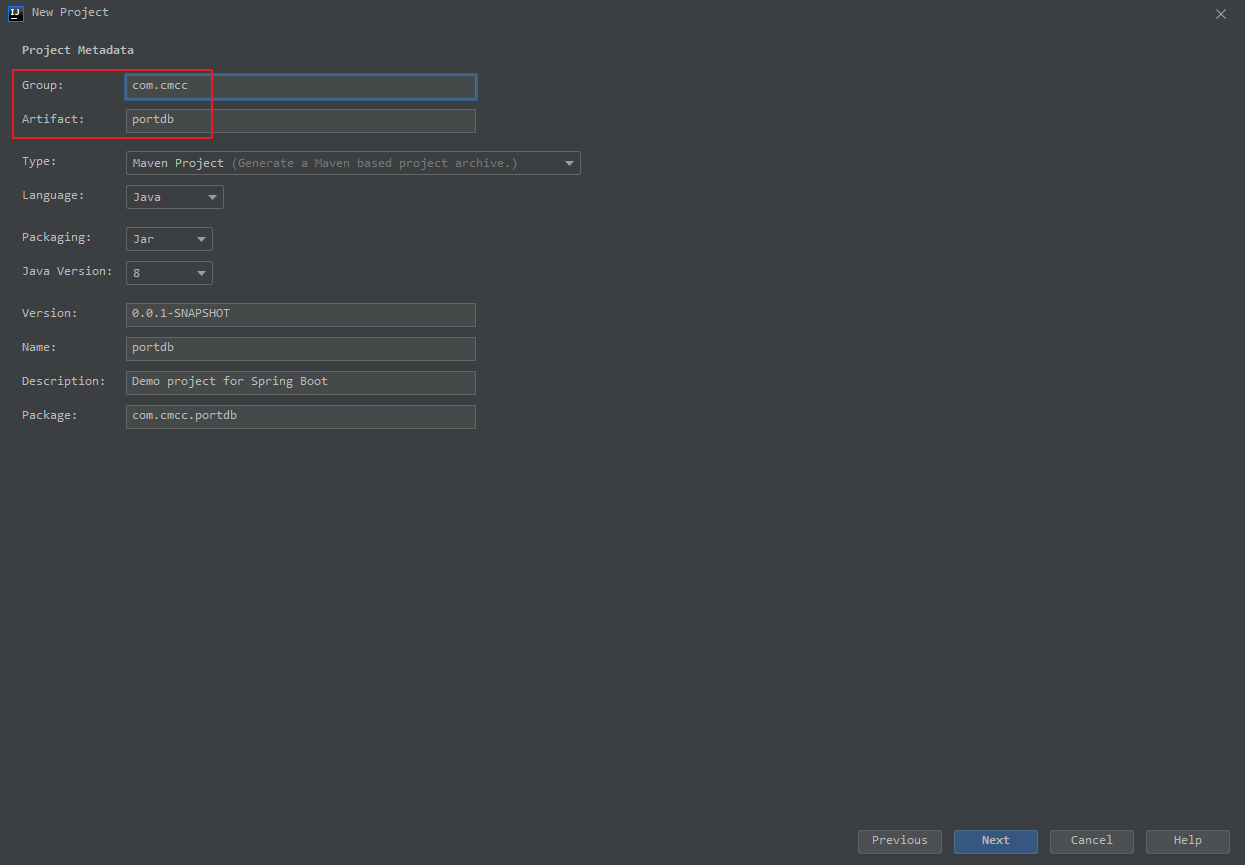 IJ New Project
Project Metadata
Group: com.cmcc
Artifact: portdb
Type: Maven Project (Generate a Maven based project archive.)
Language: Java
Packaging: Jar
Java Version: 8
Version: 0.0.1-SNAPSHOT
Name: portdb
Description: Demo project for Spring Boot
Package: com.cmcc.portdb
Previous Next Cancel Help